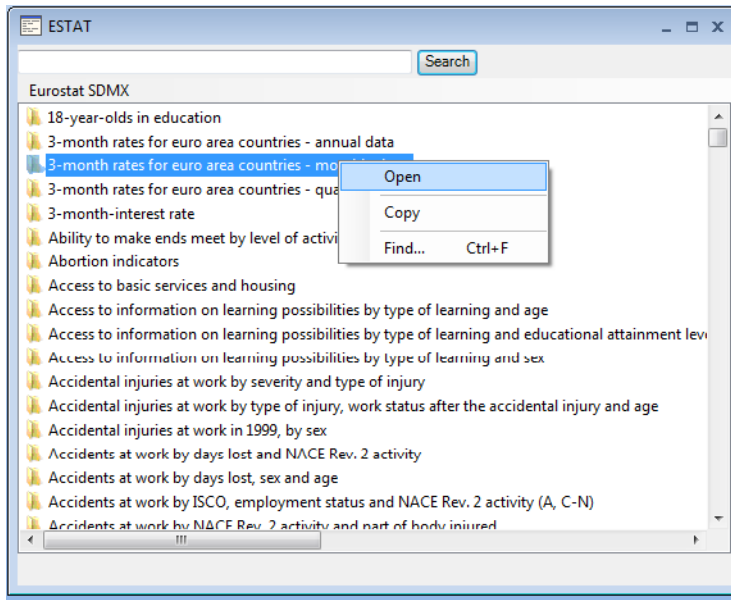 ESTAT
Search
Eurostat SDMX
18-year-olds in education
3-month rates for euro area countries - annual data
3-month rates for euro area countries - mo
Open
3-month rates for euro area countries - qua
3-month-interest rate
Copy
Ability to make ends meet by level of activi
Find... Ctrl+F
Abortion indicators
Access to basic services and housing
Access to information on learning possibilities by type of learning and age
Access to information on learning possibilities by type of learning and educational attainment leve
Access to information on learning possibilities by type of learning and sex
Accidental injuries at work by severity and type of injury
Accidental injuries at work by type of injury, work status after the accidental injury and age
Accidental injuries at work in 1999, by sex
Accidents at work by days lost and NACE Rev. 2 activity
Accidents at work by days lost, sex and age
Accidents at work by ISCO, employment status and NACE Rev. 2 activity (A, C-N)
Accidents at work by NACE Rev. 2 activity and part of body injured